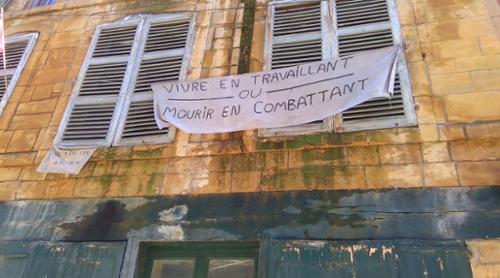 VIVRE EN TRAVAILLANT
OU
MOURIR EN COMBATTANT